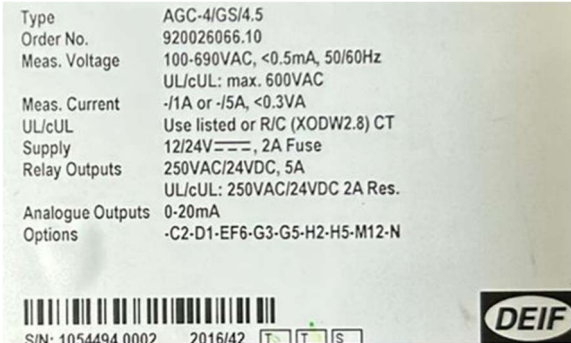 Type AGC-4/GS/4.5
Order No. 920026066.10
Meas. Voltage 100-690VAC, <0.5mA, 50/60Hz
UL/cUL: max. 600VAC
Meas. Current -/1A or -/5A, <0.3VA
UL/cUL Use listed or R/C (XODW2.8) CT
Supply 12/24V⎓, 2A Fuse
Relay Outputs 250VAC/24VDC, 5A
UL/cUL: 250VAC/24VDC 2A Res.
Analogue Outputs 0-20mA
Options -C2-D1-EF6-G3-G5-H2-H5-M12-N
DEIF
S/N: 1054494.0002 2016/42 T T S